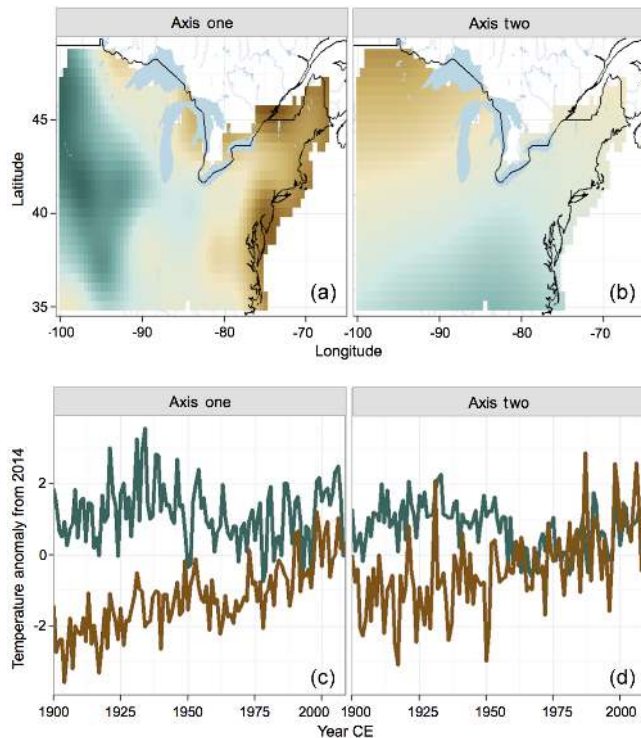 Axis one Axis two
45
40
35
Latitude
(a) (b)
-100 -90 -80 -70 -100 -90 -80 -70
Longitude
Axis one Axis two
2
0
-2
Temperature anomaly from 2014
(c) (d)
1900 1925 1950 1975 2000 1900 1925 1950 1975 2000
Year CE